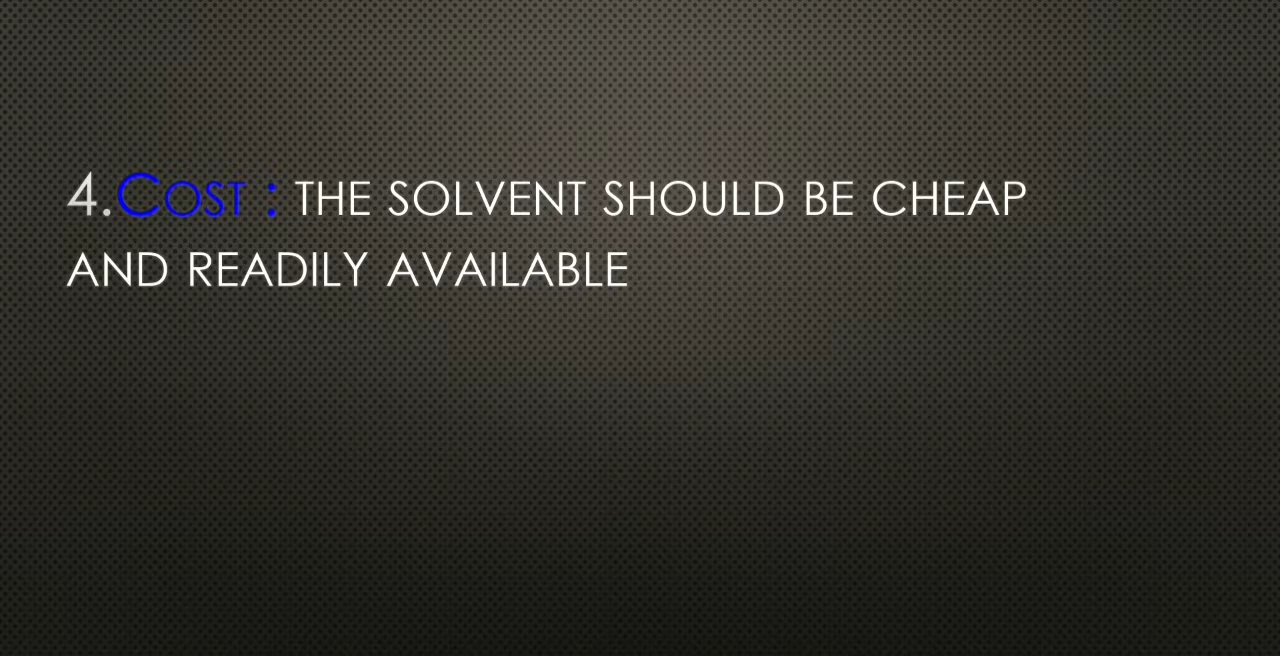 4.Cost : THE SOLVENT SHOULD BE CHEAP
AND READILY AVAILABLE